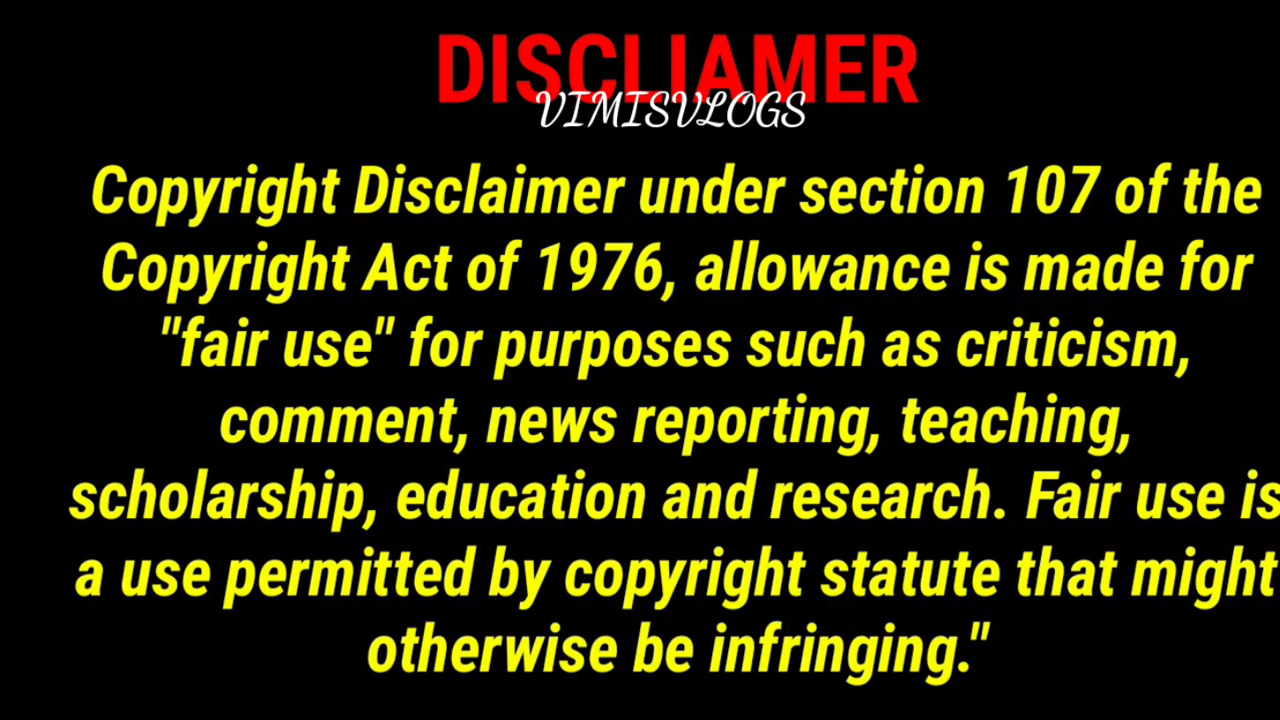 DISCLIAMER
VIMISVLOGS
Copyright Disclaimer under section 107 of the
Copyright Act of 1976, allowance is made for
"fair use" for purposes such as criticism,
comment, news reporting, teaching,
scholarship, education and research. Fair use is
a use permitted by copyright statute that might
otherwise be infringing."